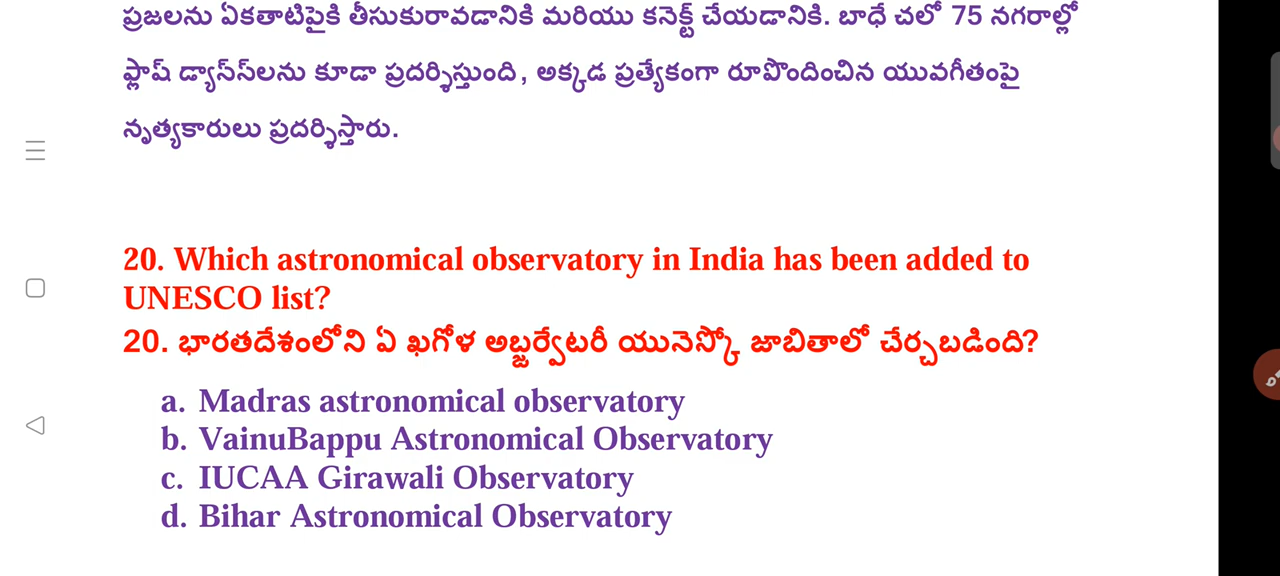 ప్రజలను ఏకతాటిపైకి తీసుకురావడానికి మరియు కనెక్ట్ చేయడానికి. బాధే చలో 75 నగరాల్లో
ఫ్లాష్ డ్యాన్స్‌లను కూడా ప్రదర్శిస్తుంది, అక్కడ ప్రత్యేకంగా రూపొందించిన యువగీతంపై
నృత్యకారులు ప్రదర్శిస్తారు.
20. Which astronomical observatory in India has been added to
UNESCO list?
20. భారతదేశంలోని ఏ ఖగోళ అబ్జర్వేటరీ యునెస్కో జాబితాలో చేర్చబడింది?
a. Madras astronomical observatory
b. VainuBappu Astronomical Observatory
c. IUCAA Girawali Observatory
d. Bihar Astronomical Observatory